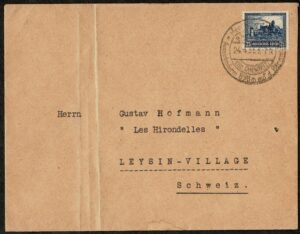 Herrn Gustav Hofmann
" Les Hirondelles "
LEYSIN-VILLAGE
Schweiz.